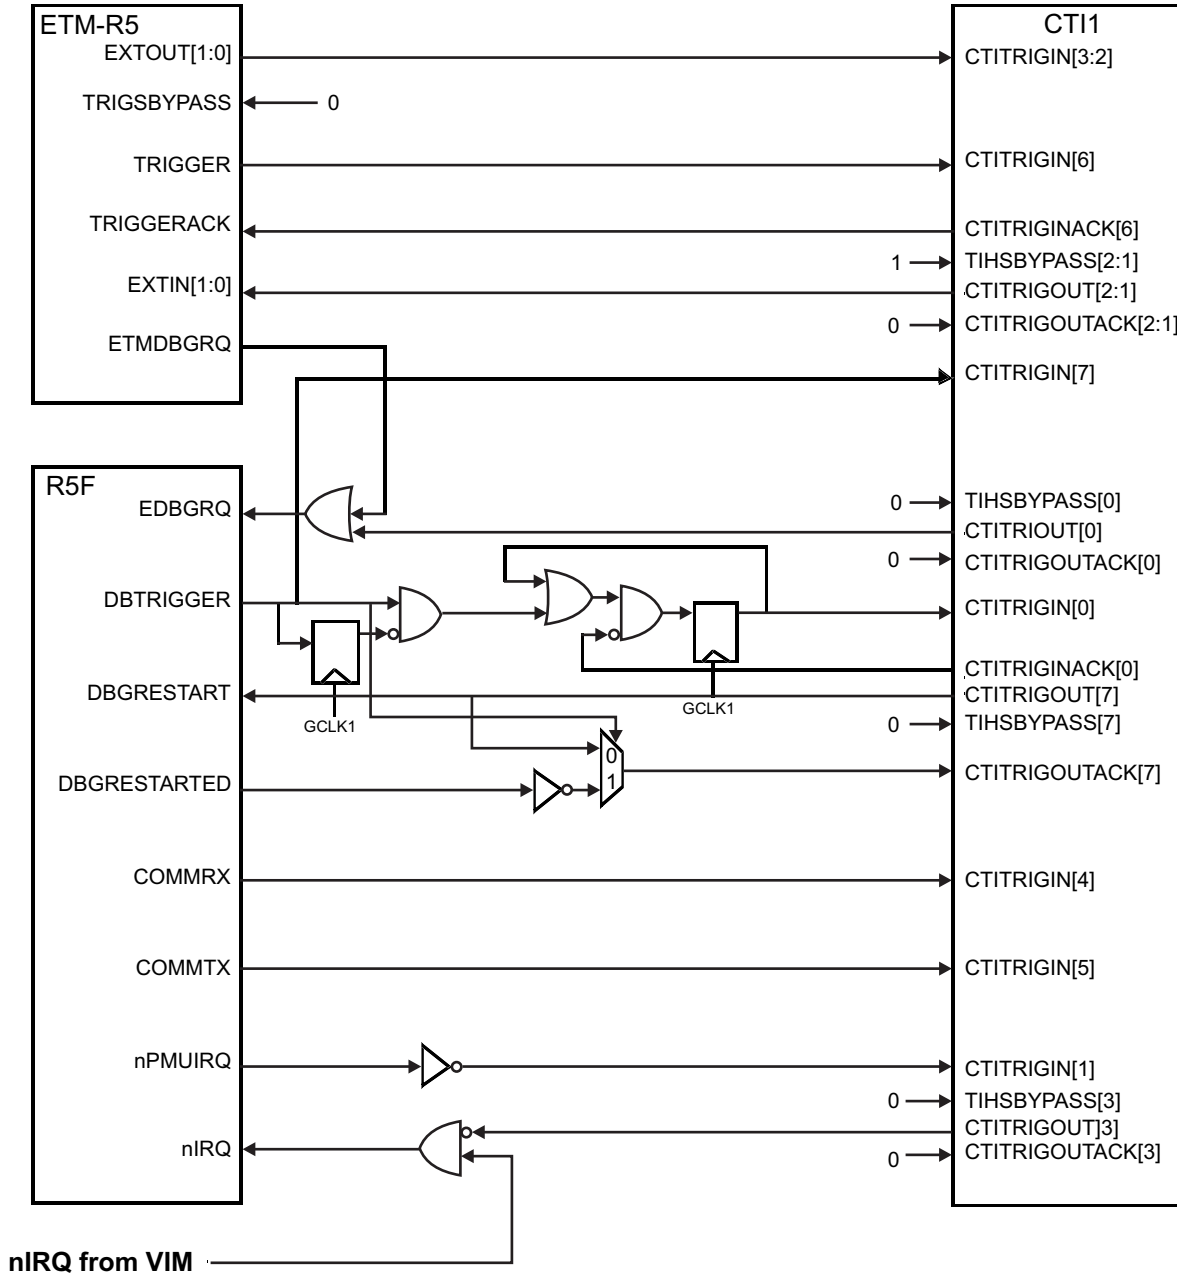 ETM-R5
CTI1
EXTOUT[1:0]
CTITRIGIN[3:2]
TRIGSBYPASS
0
TRIGGER
CTITRIGIN[6]
TRIGGERACK
CTITRIGINACK[6]
1
TIHSBYPASS[2:1]
EXTIN[1:0]
CTITRIGOUT[2:1]
0
CTITRIGOUTACK[2:1]
ETMDBGRQ
CTITRIGIN[7]
R5F
EDBGRQ
0
TIHSBYPASS[0]
CTITRIOUT[0]
0
CTITRIGOUTACK[0]
DBTRIGGER
CTITRIGIN[0]
CTITRIGINACK[0]
DBGRESTART
CTITRIGOUT[7]
GCLK1
GCLK1
0
TIHSBYPASS[7]
0
1
DBGRESTARTED
CTITRIGOUTACK[7]
COMMRX
CTITRIGIN[4]
COMMTX
CTITRIGIN[5]
nPMUIRQ
CTITRIGIN[1]
0
TIHSBYPASS[3]
CTITRIGOUT]3]
nIRQ
0
CTITRIGOUTACK[3]
nIRQ from VIM